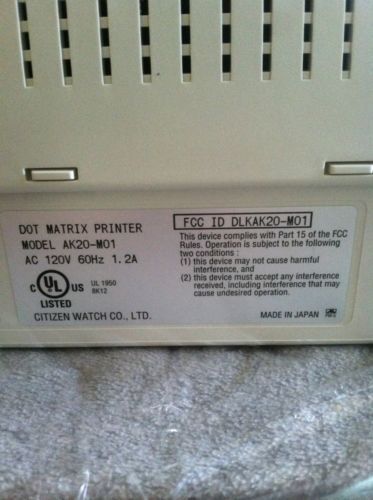 DOT MATRIX PRINTER
MODEL AK20-M01
AC 120V 60Hz 1.2A
C UL US
UL 1950
8K12
LISTED
CITIZEN WATCH CO., LTD.
FCC ID DLKAK20-M01
This device complies with Part 15 of the FCC
Rules. Operation is subject to the following
two conditions :
(1) this device may not cause harmful
interference, and
(2) this device must accept any interference
received, including interference that may
cause undesired operation.
MADE IN JAPAN